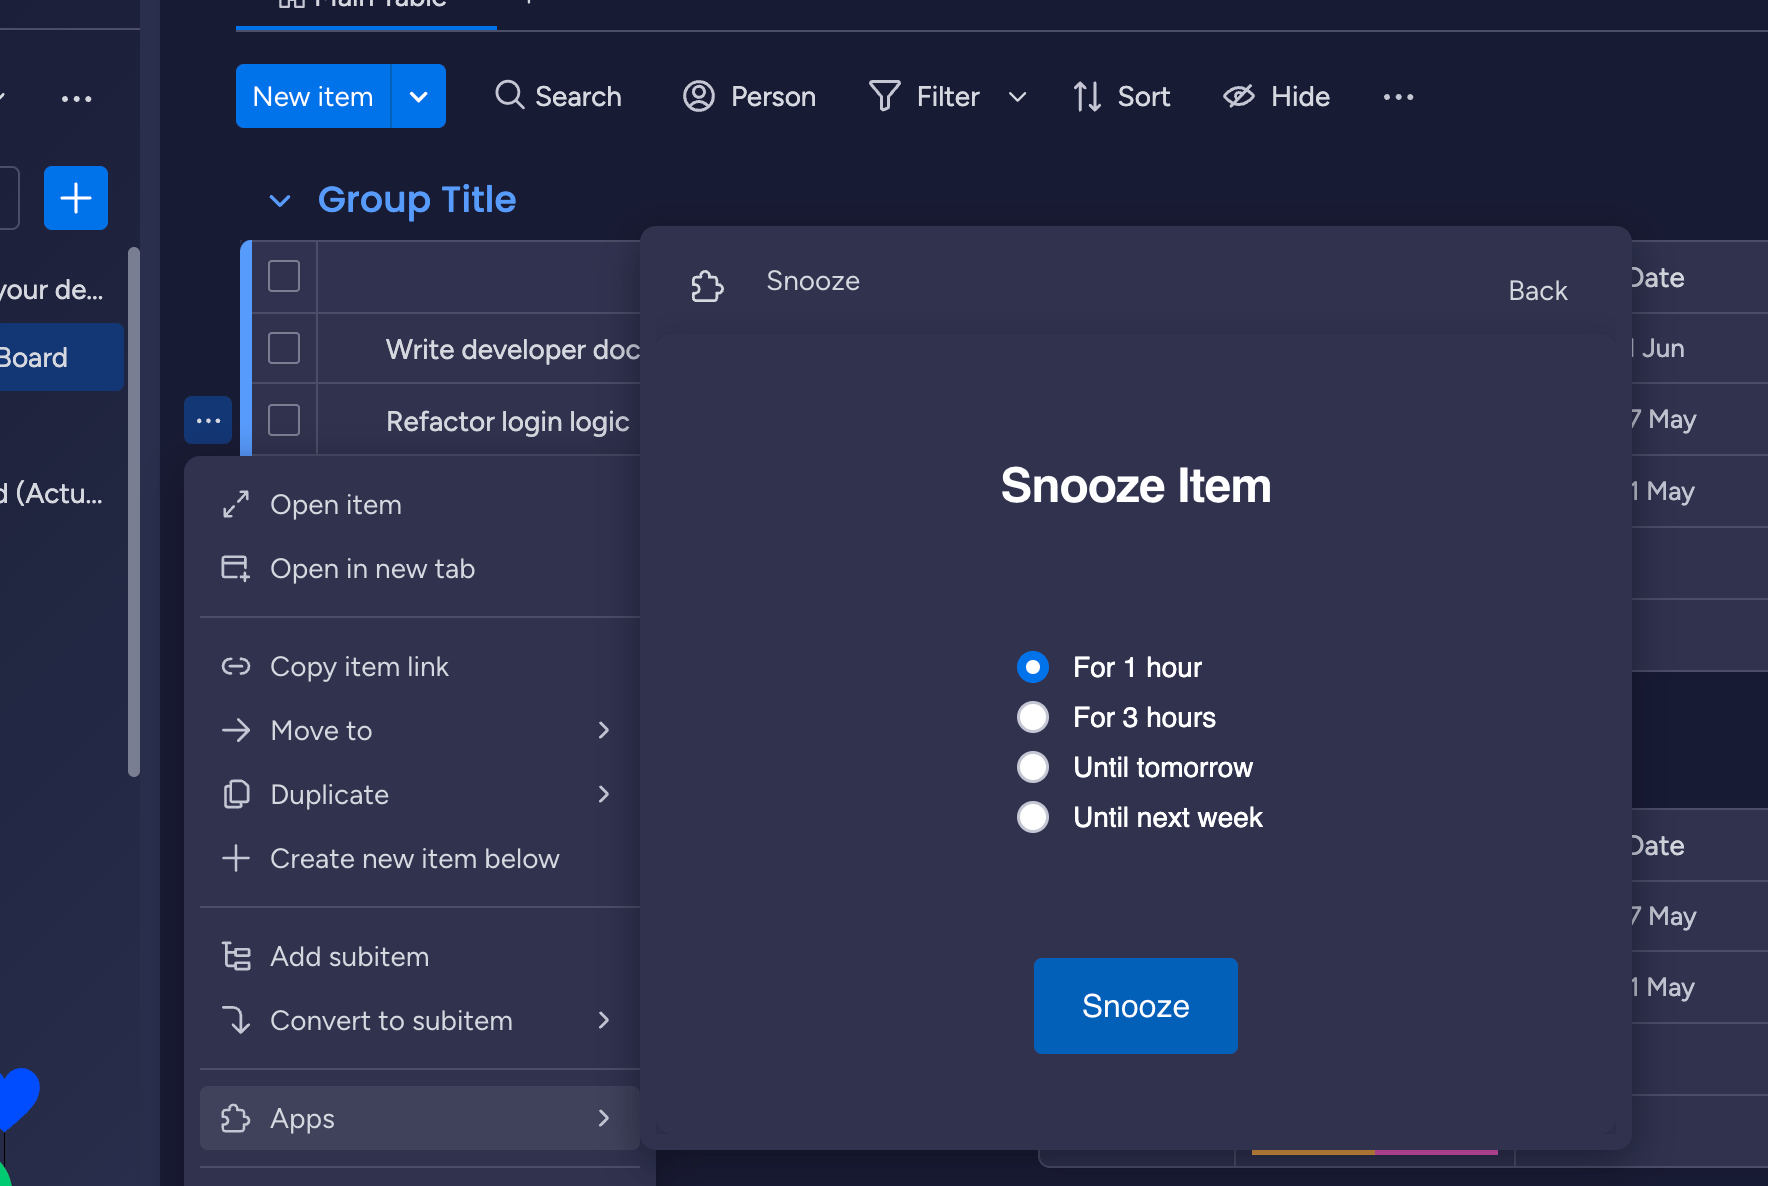 Main Table
New item
Search
Person
Filter
Sort
Hide
Group Title
your de...
Board
d (Actu...
Write developer doc
Refactor login logic
Date
Jun
7 May
1 May
Open item
Open in new tab
Copy item link
Move to
Duplicate
Create new item below
Add subitem
Convert to subitem
Apps
Snooze
Back
Snooze Item
For 1 hour
For 3 hours
Until tomorrow
Until next week
Snooze
Date
7 May
1 May